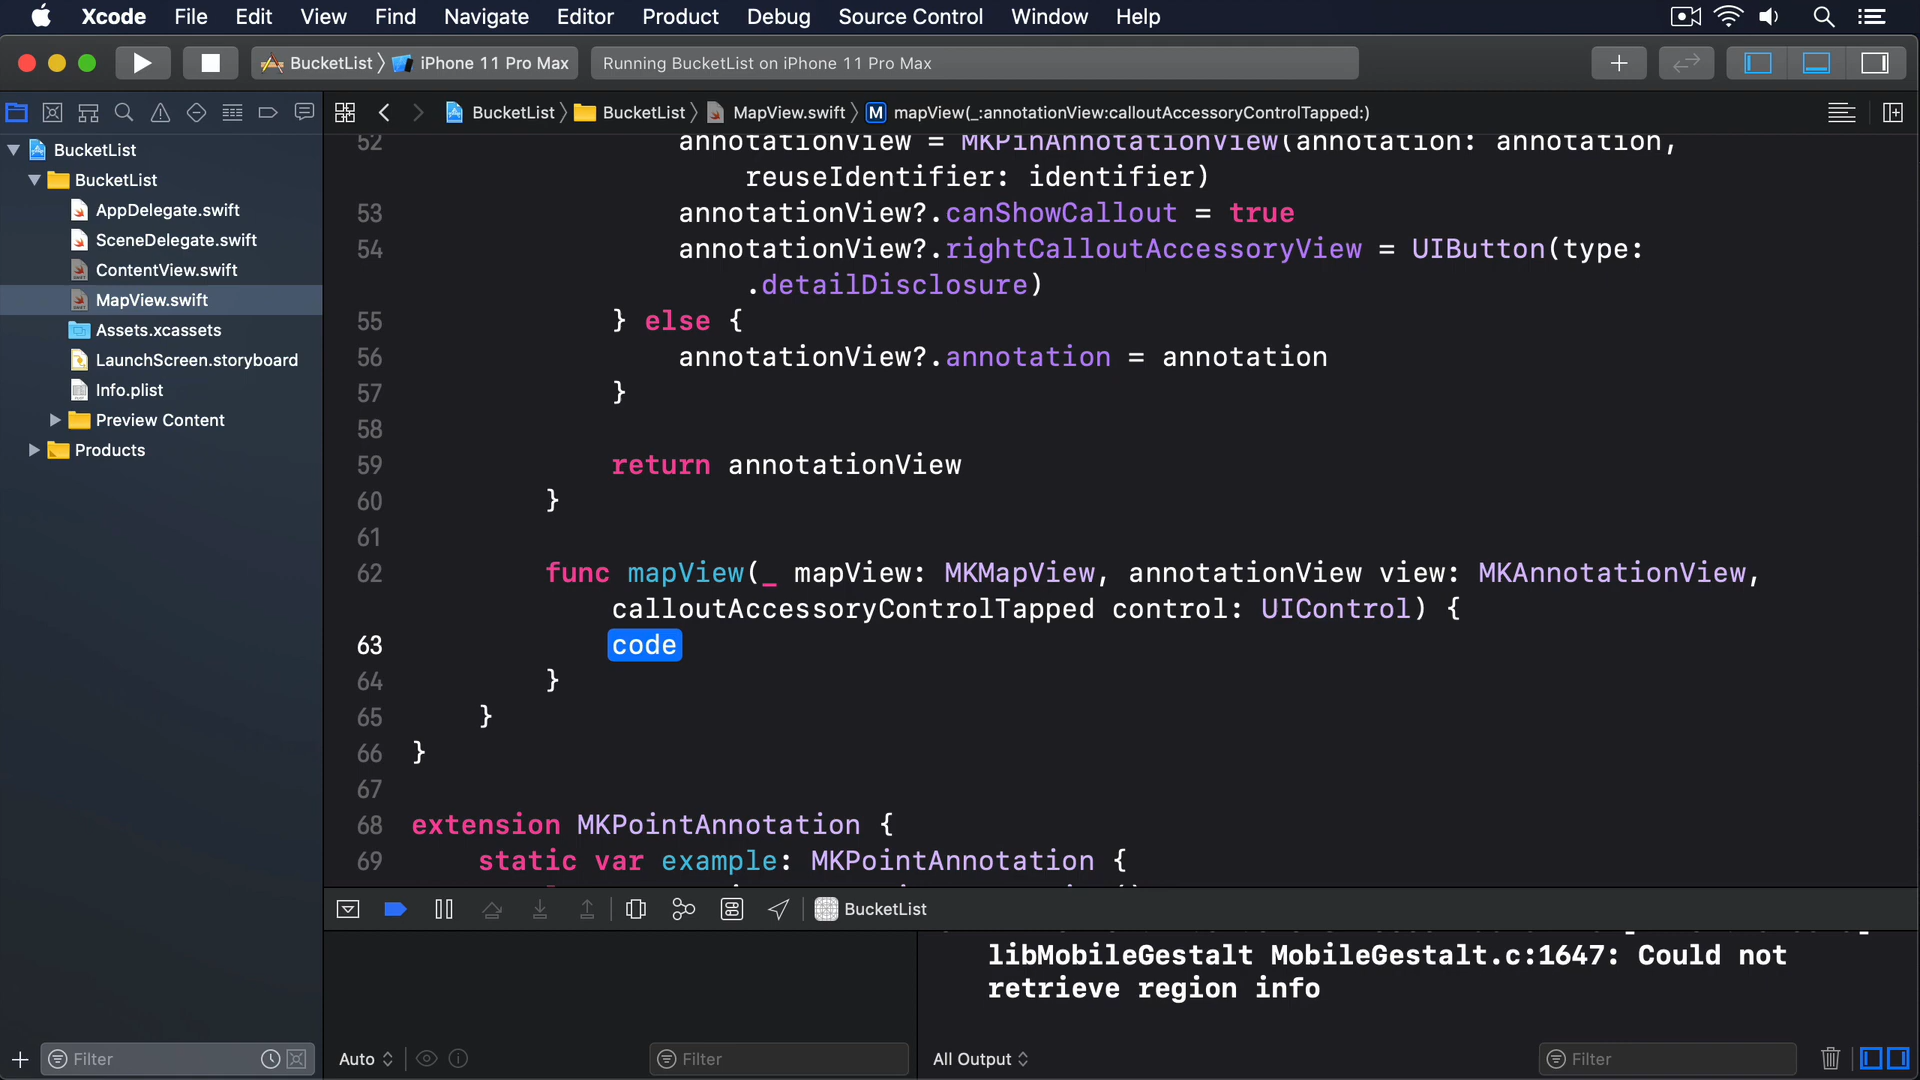 Xcode File Edit View Find Navigate Editor Product Debug Source Control Window Help
BucketList iPhone 11 Pro Max Running BucketList on iPhone 11 Pro Max
BucketList BucketList MapView.swift M mapView(_:annotationView:calloutAccessoryControlTapped:)
BucketList
BucketList
AppDelegate.swift
SceneDelegate.swift
ContentView.swift
MapView.swift
Assets.xcassets
LaunchScreen.storyboard
Info.plist
Preview Content
Products
Filter
52 annotationView = MKPinAnnotationView(annotation: annotation,
reuseIdentifier: identifier)
53 annotationView?.canShowCallout = true
54 annotationView?.rightCalloutAccessoryView = UIButton(type:
.detailDisclosure)
55 } else {
56 annotationView?.annotation = annotation
57 }
58
59 return annotationView
60 }
61
62 func mapView(_ mapView: MKMapView, annotationView view: MKAnnotationView,
calloutAccessoryControlTapped control: UIControl) {
63 code
64 }
65 }
66 }
67
68 extension MKPointAnnotation {
69 static var example: MKPointAnnotation {
BucketList
libMobileGestalt MobileGestalt.c:1647: Could not
retrieve region info
Auto Filter All Output Filter